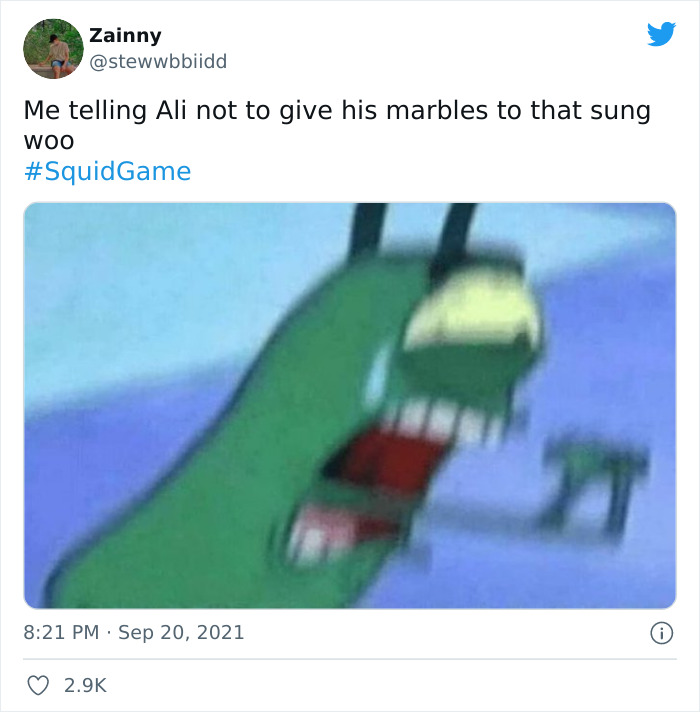 Zainny
@stewwbbiidd
Me telling Ali not to give his marbles to that sung
woo
#SquidGame
8:21 PM · Sep 20, 2021
2.9K